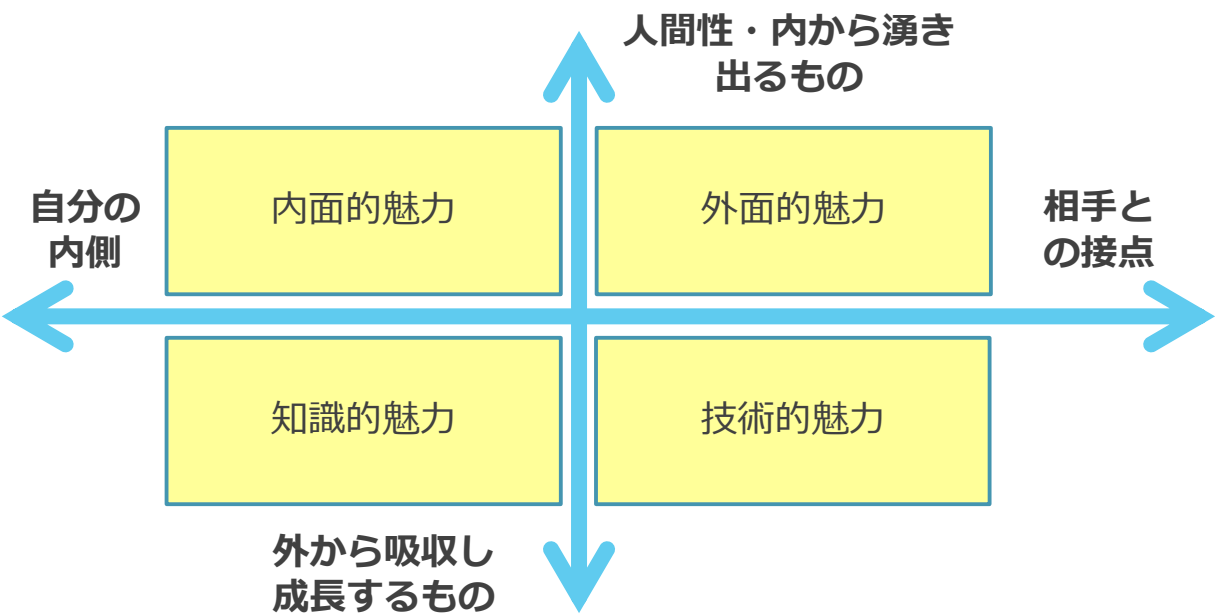 人間性・内から湧き
出るもの
内面的魅力
外面的魅力
自分の
内側
相手と
の接点
知識的魅力
技術的魅力
外から吸収し
成長するもの